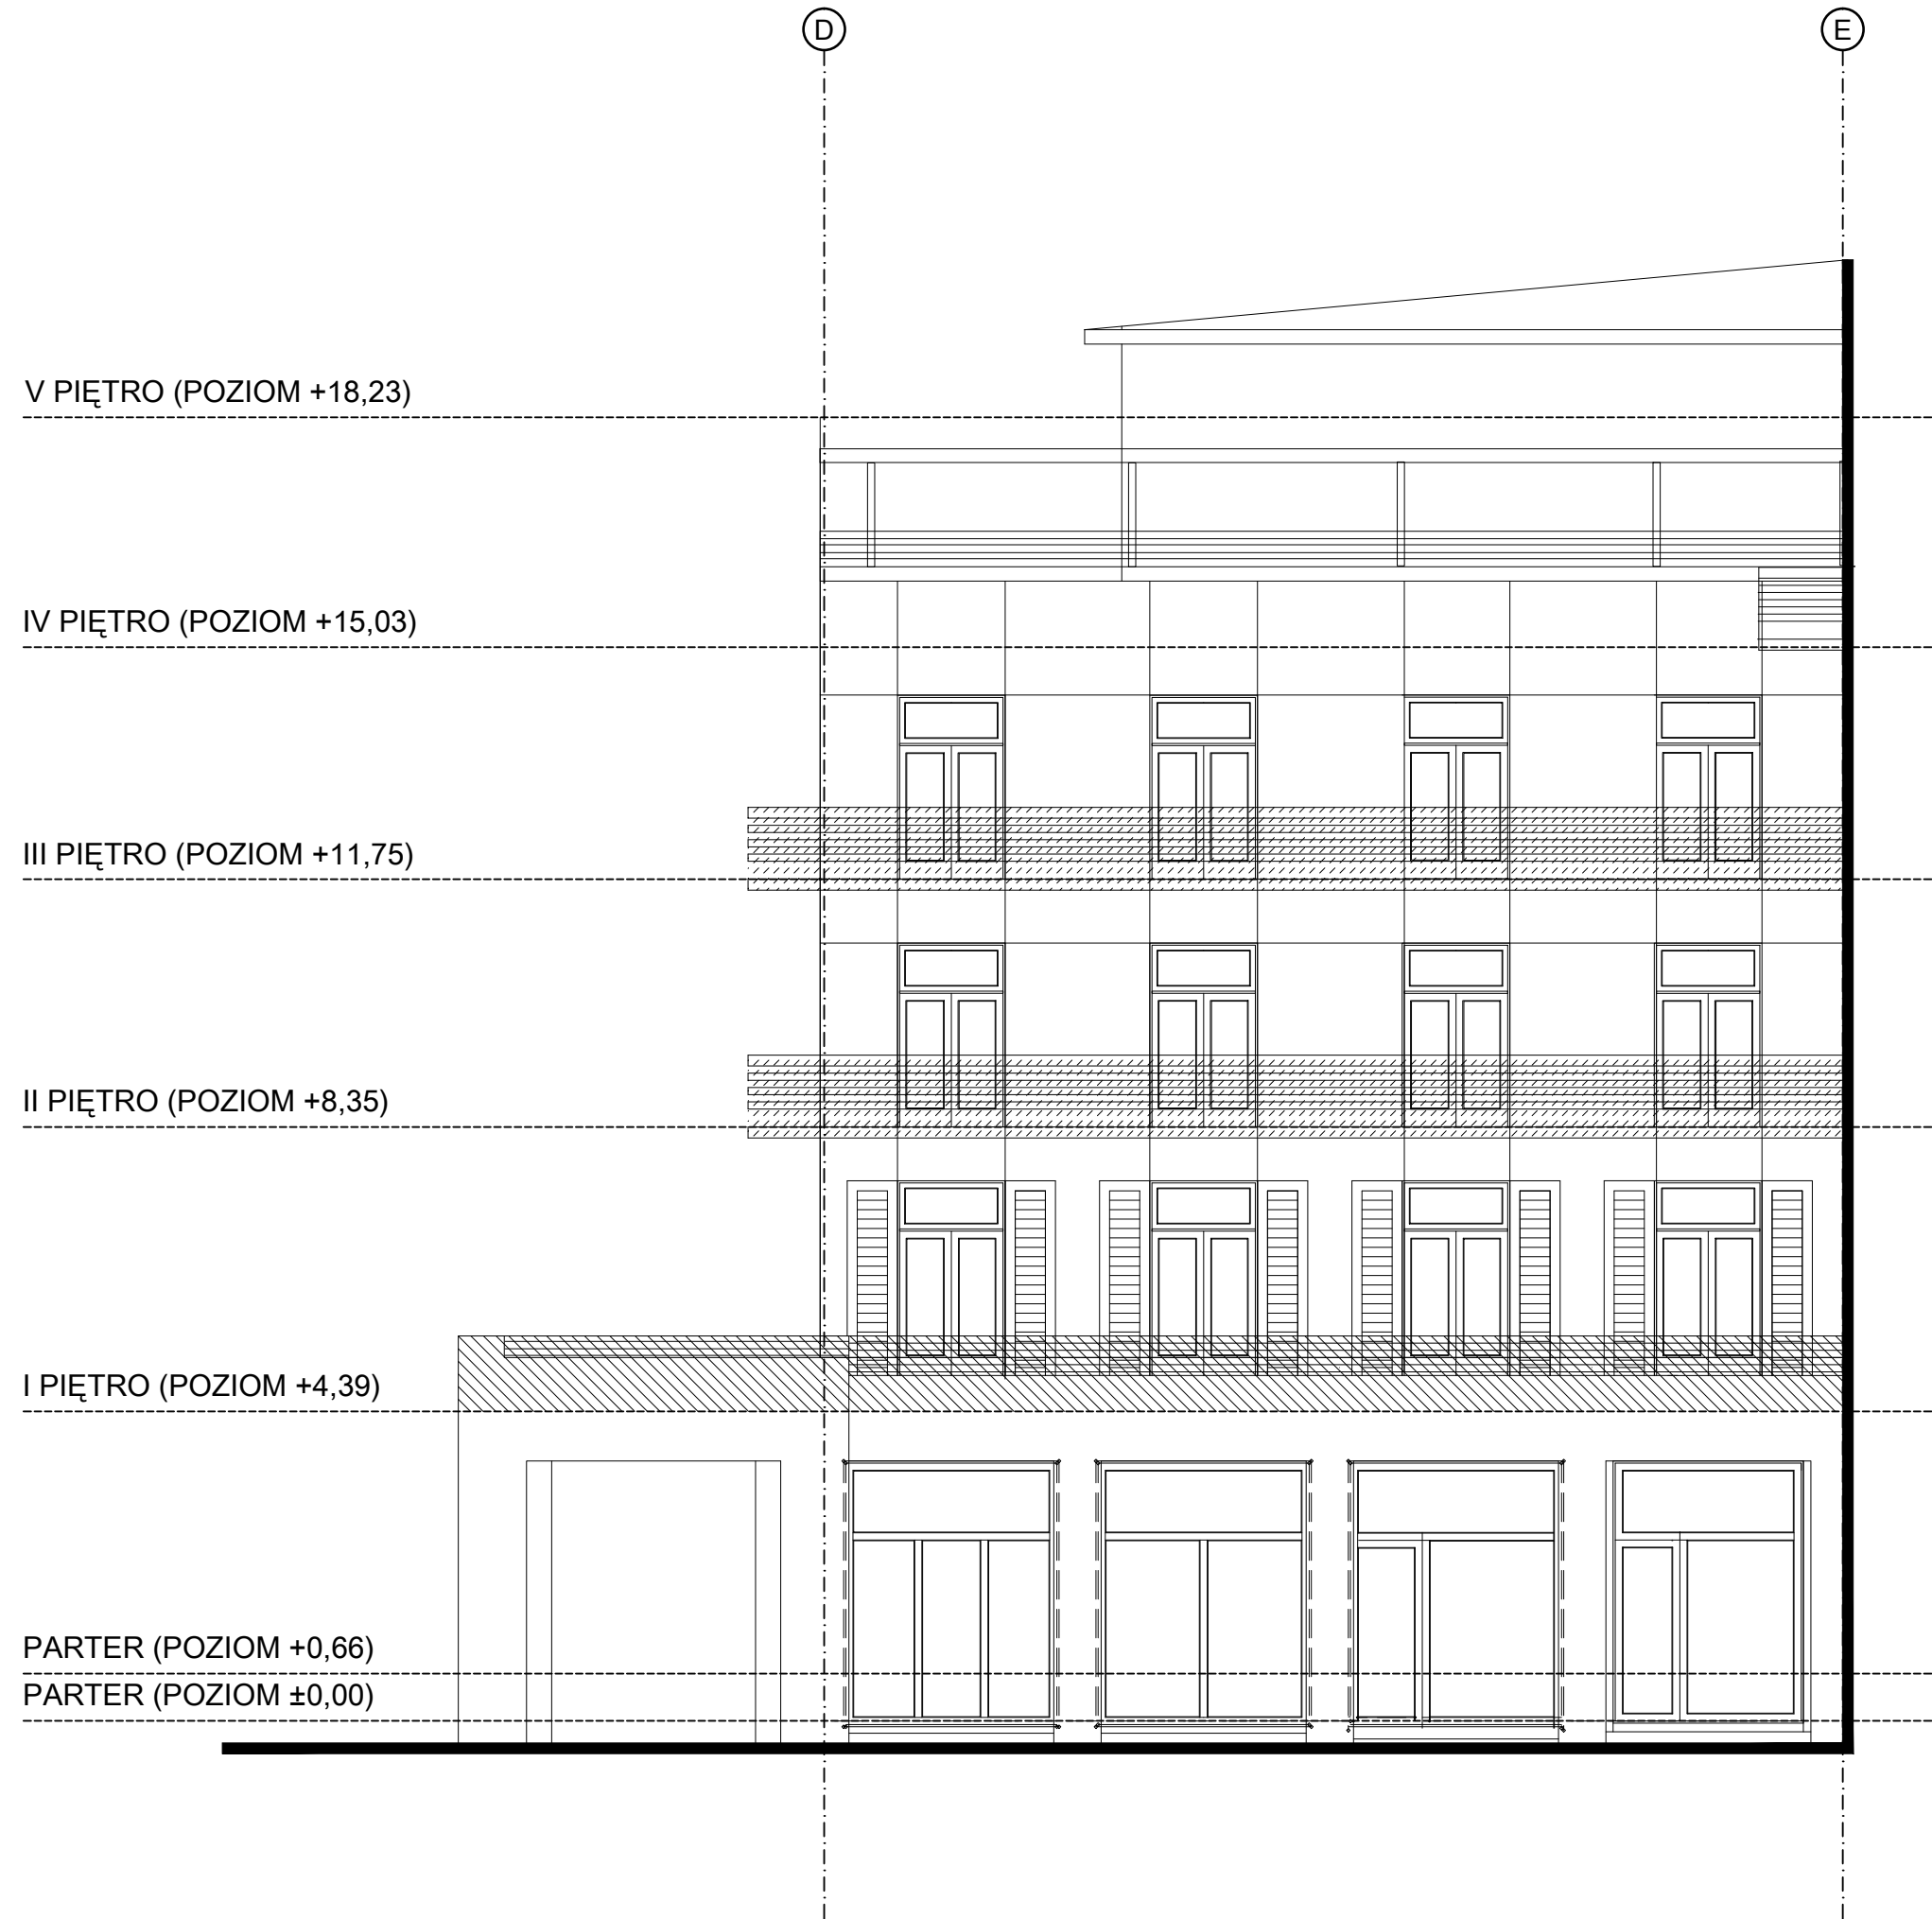 D
E
V PIĘTRO (POZIOM +18,23)
IV PIĘTRO (POZIOM +15,03)
III PIĘTRO (POZIOM +11,75)
II PIĘTRO (POZIOM +8,35)
I PIĘTRO (POZIOM +4,39)
PARTER (POZIOM +0,66)
PARTER (POZIOM ±0,00)